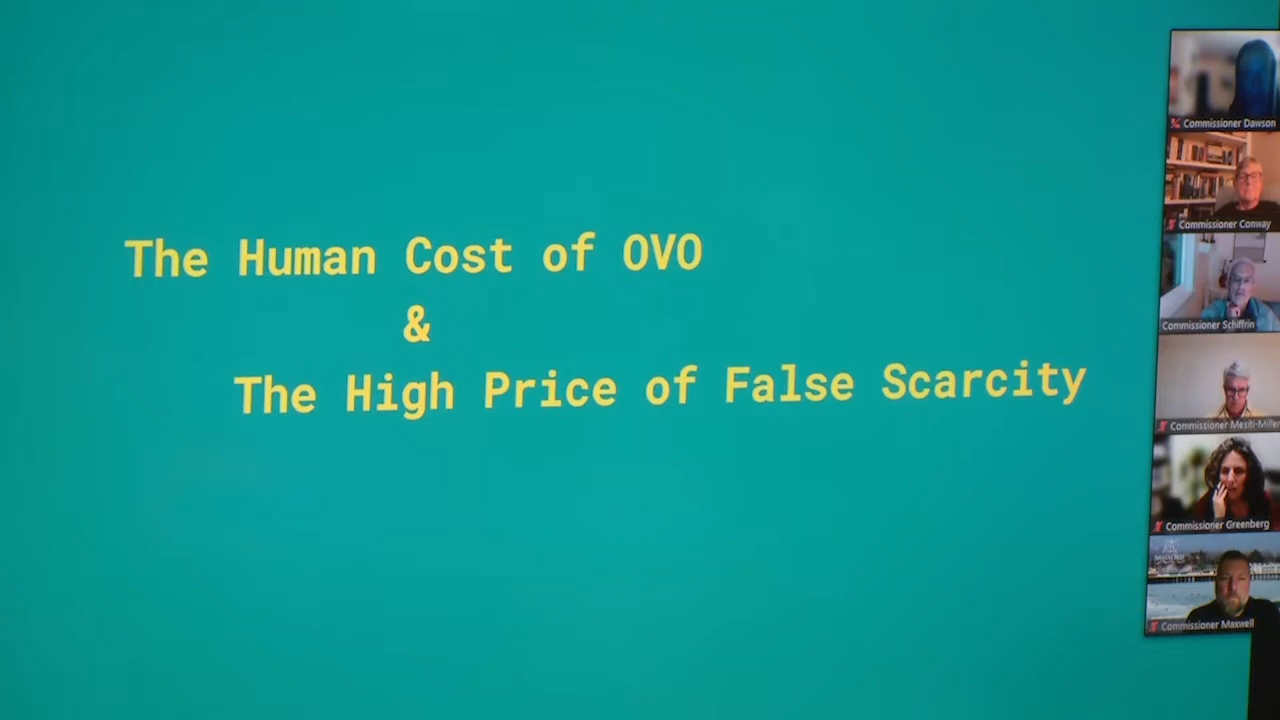 The Human Cost of OVO
&
The High Price of False Scarcity
Commissioner Dawson
Commissioner Conway
Commissioner Schiffrin
Commissioner Mesiti-Miller
Commissioner Greenberg
Commissioner Maxwell